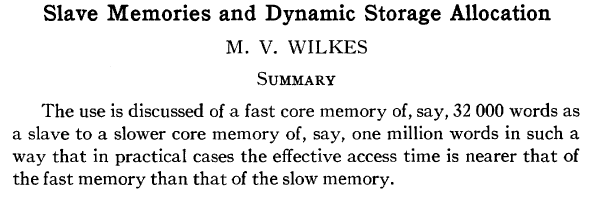 Slave Memories and Dynamic Storage Allocation
M. V. WILKES
SUMMARY
The use is discussed of a fast core memory of, say, 32 000 words as
a slave to a slower core memory of, say, one million words in such a
way that in practical cases the effective access time is nearer that of
the fast memory than that of the slow memory.